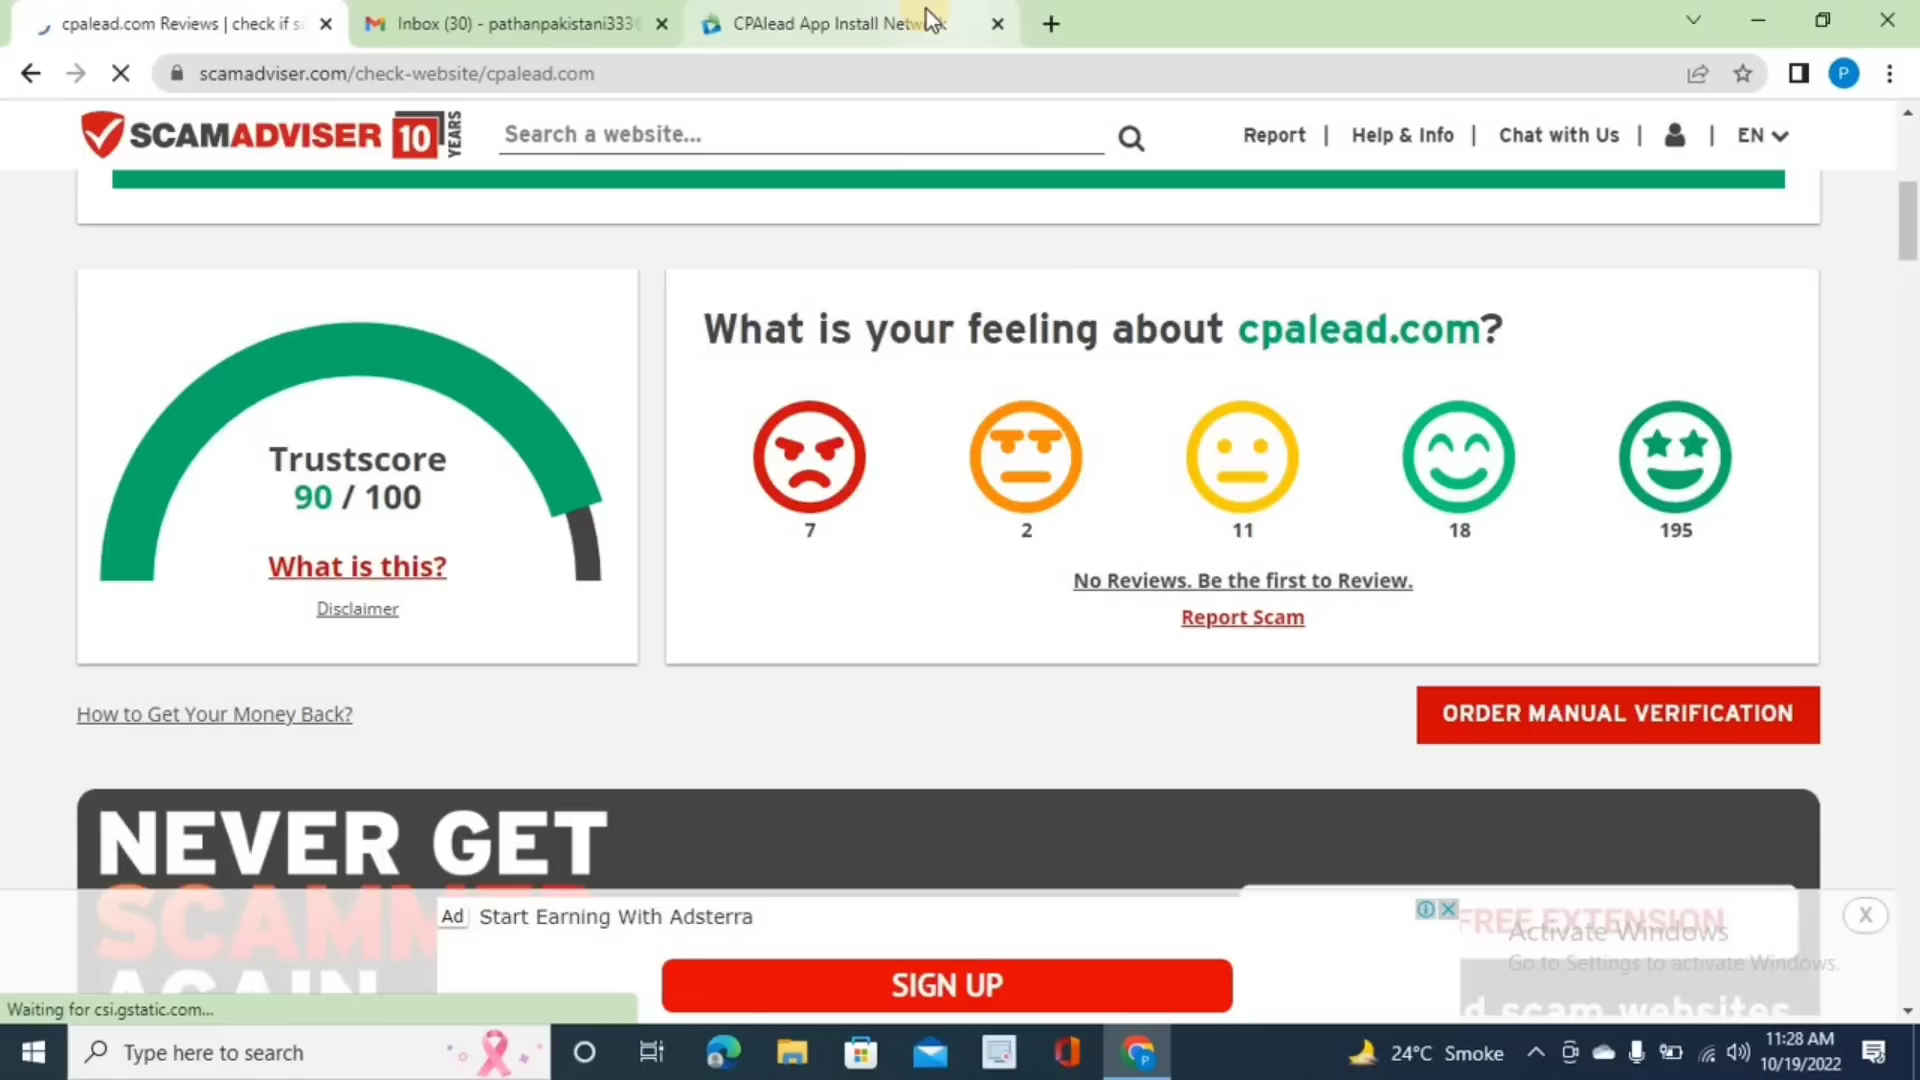 cpalead.com Reviews | check if s
Inbox (30) - pathanpakistani333
CPAlead App Install Network
scamadviser.com/check-website/cpalead.com
P
SCAMADVISER 10 YEARS
Search a website...
Report | Help & Info | Chat with Us | | EN
Trustscore
90 / 100
What is this?
Disclaimer
What is your feeling about cpalead.com?
7 2 11 18 195
No Reviews. Be the first to Review.
Report Scam
How to Get Your Money Back?
ORDER MANUAL VERIFICATION
NEVER GET
SCAMMED
AGAIN
Ad Start Earning With Adsterra
SIGN UP
FREE EXTENSION
X
Activate Windows
Go to Settings to activate Windows.
d scam websites
Waiting for csi.gstatic.com...
Type here to search
24°C Smoke
11:28 AM
10/19/2022